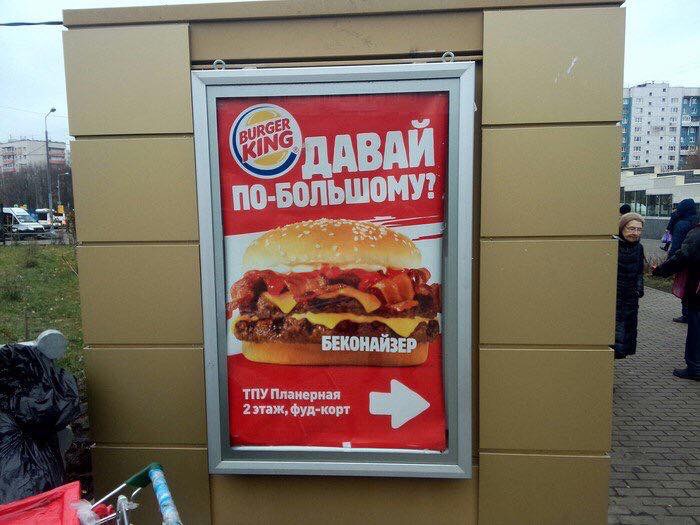 BURGER
KING
ДАВАЙ
ПО-БОЛЬШОМУ?
БЕКОНАЙЗЕР
ТПУ Планерная
2 этаж, фуд-корт